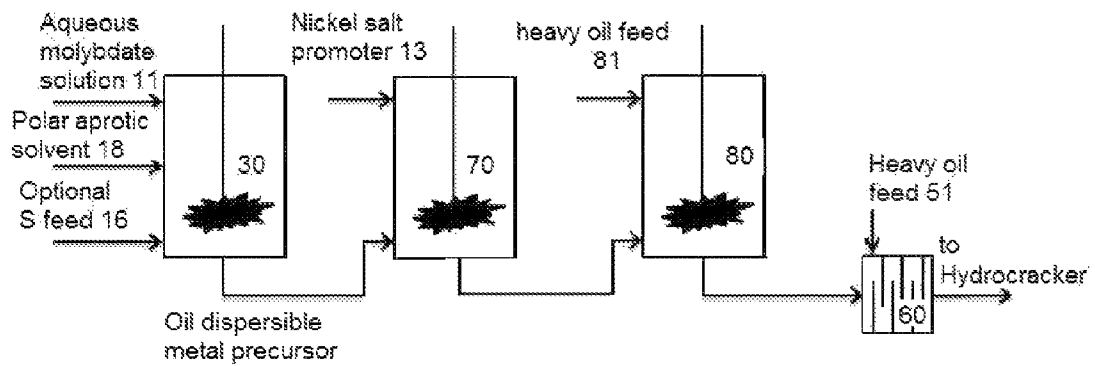 Aqueous
molybdate
solution 11
Polar aprotic
solvent 18
Optional
S feed 16
30
Oil dispersible
metal precursor
Nickel salt
promoter 13
70
heavy oil feed
81
80
Heavy oil
feed 51
60
to
Hydrocracker